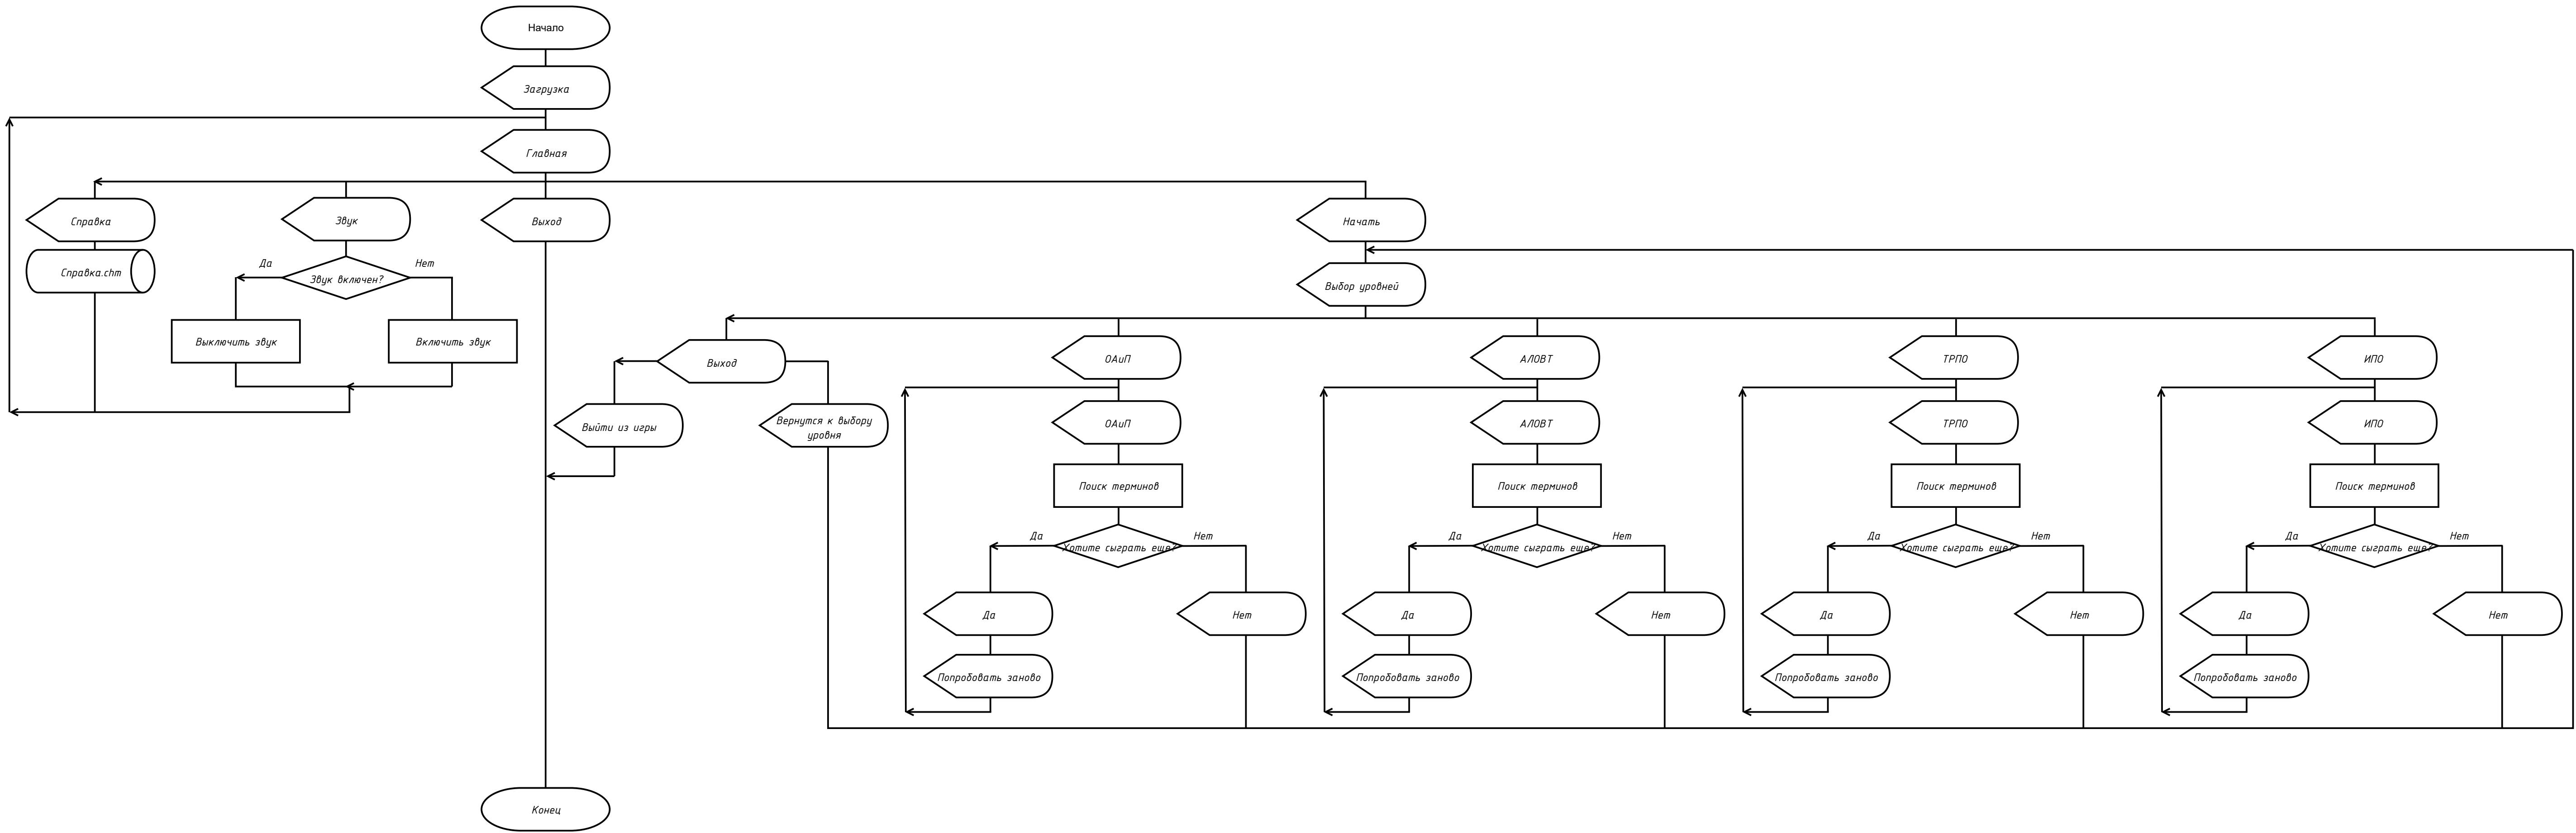 Начало
Загрузка
Главная
Справка
Звук
Выход
Начать
Справка.chm
Да
Нет
Звук включен?
Выбор уровней
Выключить звук
Включить звук
Выход
ОАиП
АЛОВТ
ТРПО
ИПО
Выйти из игры
Вернутся к выбору
уровня
ОАиП
АЛОВТ
ТРПО
ИПО
Поиск терминов
Поиск терминов
Поиск терминов
Поиск терминов
Да
Хотите сыграть еще?
Нет
Да
Хотите сыграть еще?
Нет
Да
Хотите сыграть еще?
Нет
Да
Хотите сыграть еще?
Нет
Да
Нет
Да
Нет
Да
Нет
Да
Нет
Попробовать заново
Попробовать заново
Попробовать заново
Попробовать заново
Конец